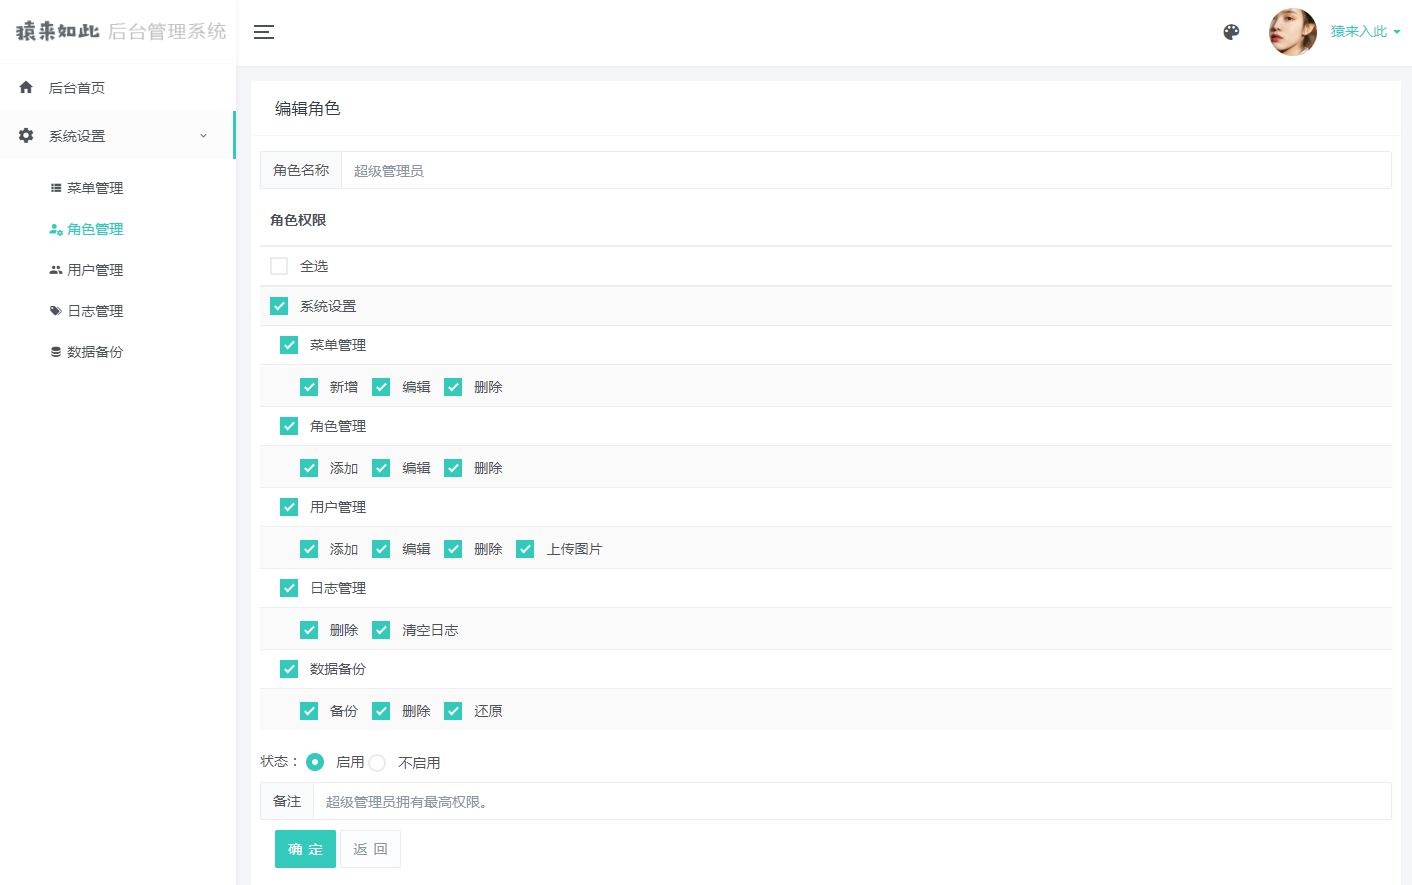 猿来如此 后台管理系统
猿来入此
后台首页
系统设置
菜单管理
角色管理
用户管理
日志管理
数据备份
编辑角色
角色名称 超级管理员
角色权限
全选
系统设置
菜单管理
新增 编辑 删除
角色管理
添加 编辑 删除
用户管理
添加 编辑 删除 上传图片
日志管理
删除 清空日志
数据备份
备份 删除 还原
状态： 启用 不启用
备注 超级管理员拥有最高权限。
确 定 返 回